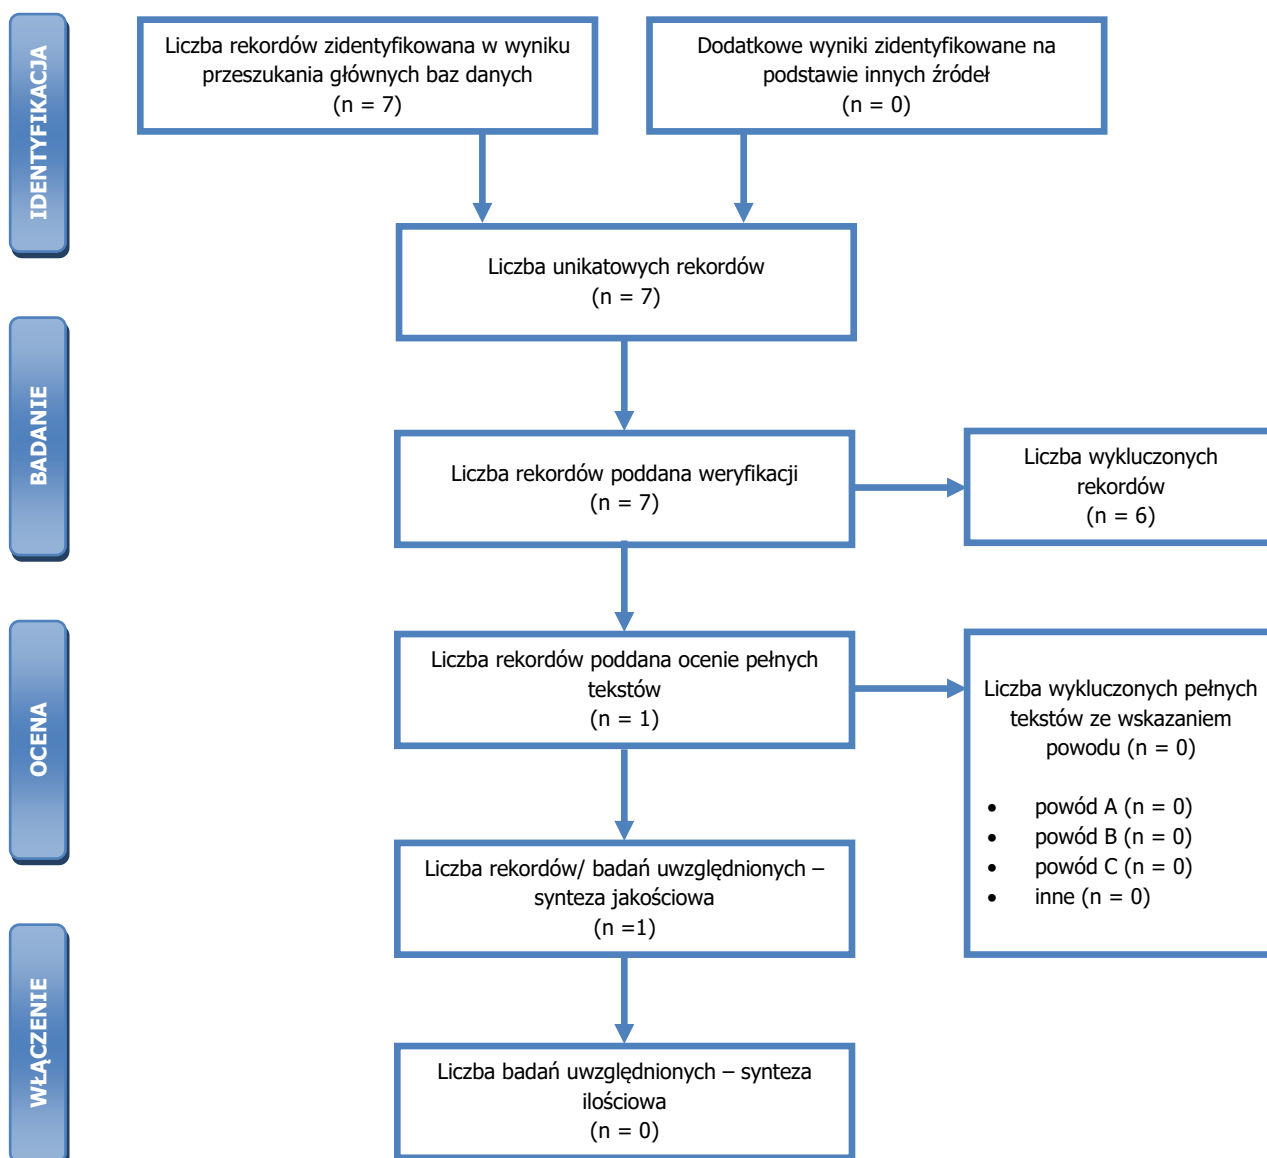 IDENTYFIKACJA
Liczba rekordów zidentyfikowana w wyniku
przeszukania głównych baz danych
(n = 7)
Dodatkowe wyniki zidentyfikowane na
podstawie innych źródeł
(n = 0)
Liczba unikatowych rekordów
(n = 7)
BADANIE
Liczba rekordów poddana weryfikacji
(n = 7)
Liczba wykluczonych
rekordów
(n = 6)
OCENA
Liczba rekordów poddana ocenie pełnych
tekstów
(n = 1)
Liczba wykluczonych pełnych
tekstów ze wskazaniem
powodu (n = 0)
• powód A (n = 0)
• powód B (n = 0)
• powód C (n = 0)
• inne (n = 0)
Liczba rekordów/ badań uwzględnionych –
synteza jakościowa
(n =1)
WŁĄCZENIE
Liczba badań uwzględnionych – synteza
ilościowa
(n = 0)